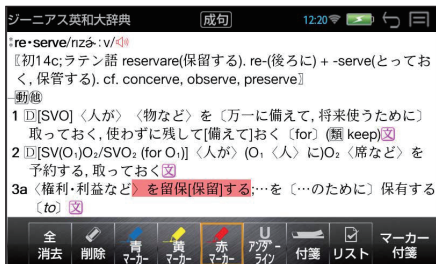 ジーニアス英和大辞典 成句 12:20
re・serve/rɪzə́ːv/
〖初14c;ラテン語 reservare(保留する). re-(後ろに) + -serve(とってお
く, 保管する). cf. concerve, observe, preserve〗
―動 他
1 D[SVO] 〈人が〉〈物などを〉を〔万一に備えて, 将来使うために〕
取っておく, 使わずに残して[備えて]おく〔for〕(類 keep)文
2 D[SV(O₁)O₂/SVO₂ (for O₁)]〈人が〉(O₁〈人〉に)O₂〈席など〉を
予約する, 取っておく文
3a 〈権利・利益など〉を留保[保留]する;…を〔…のために〕保有する
〔to〕文
全消去 削除 青マーカー 黄マーカー 赤マーカー U アンダーライン 付箋 リスト マーカー付箋